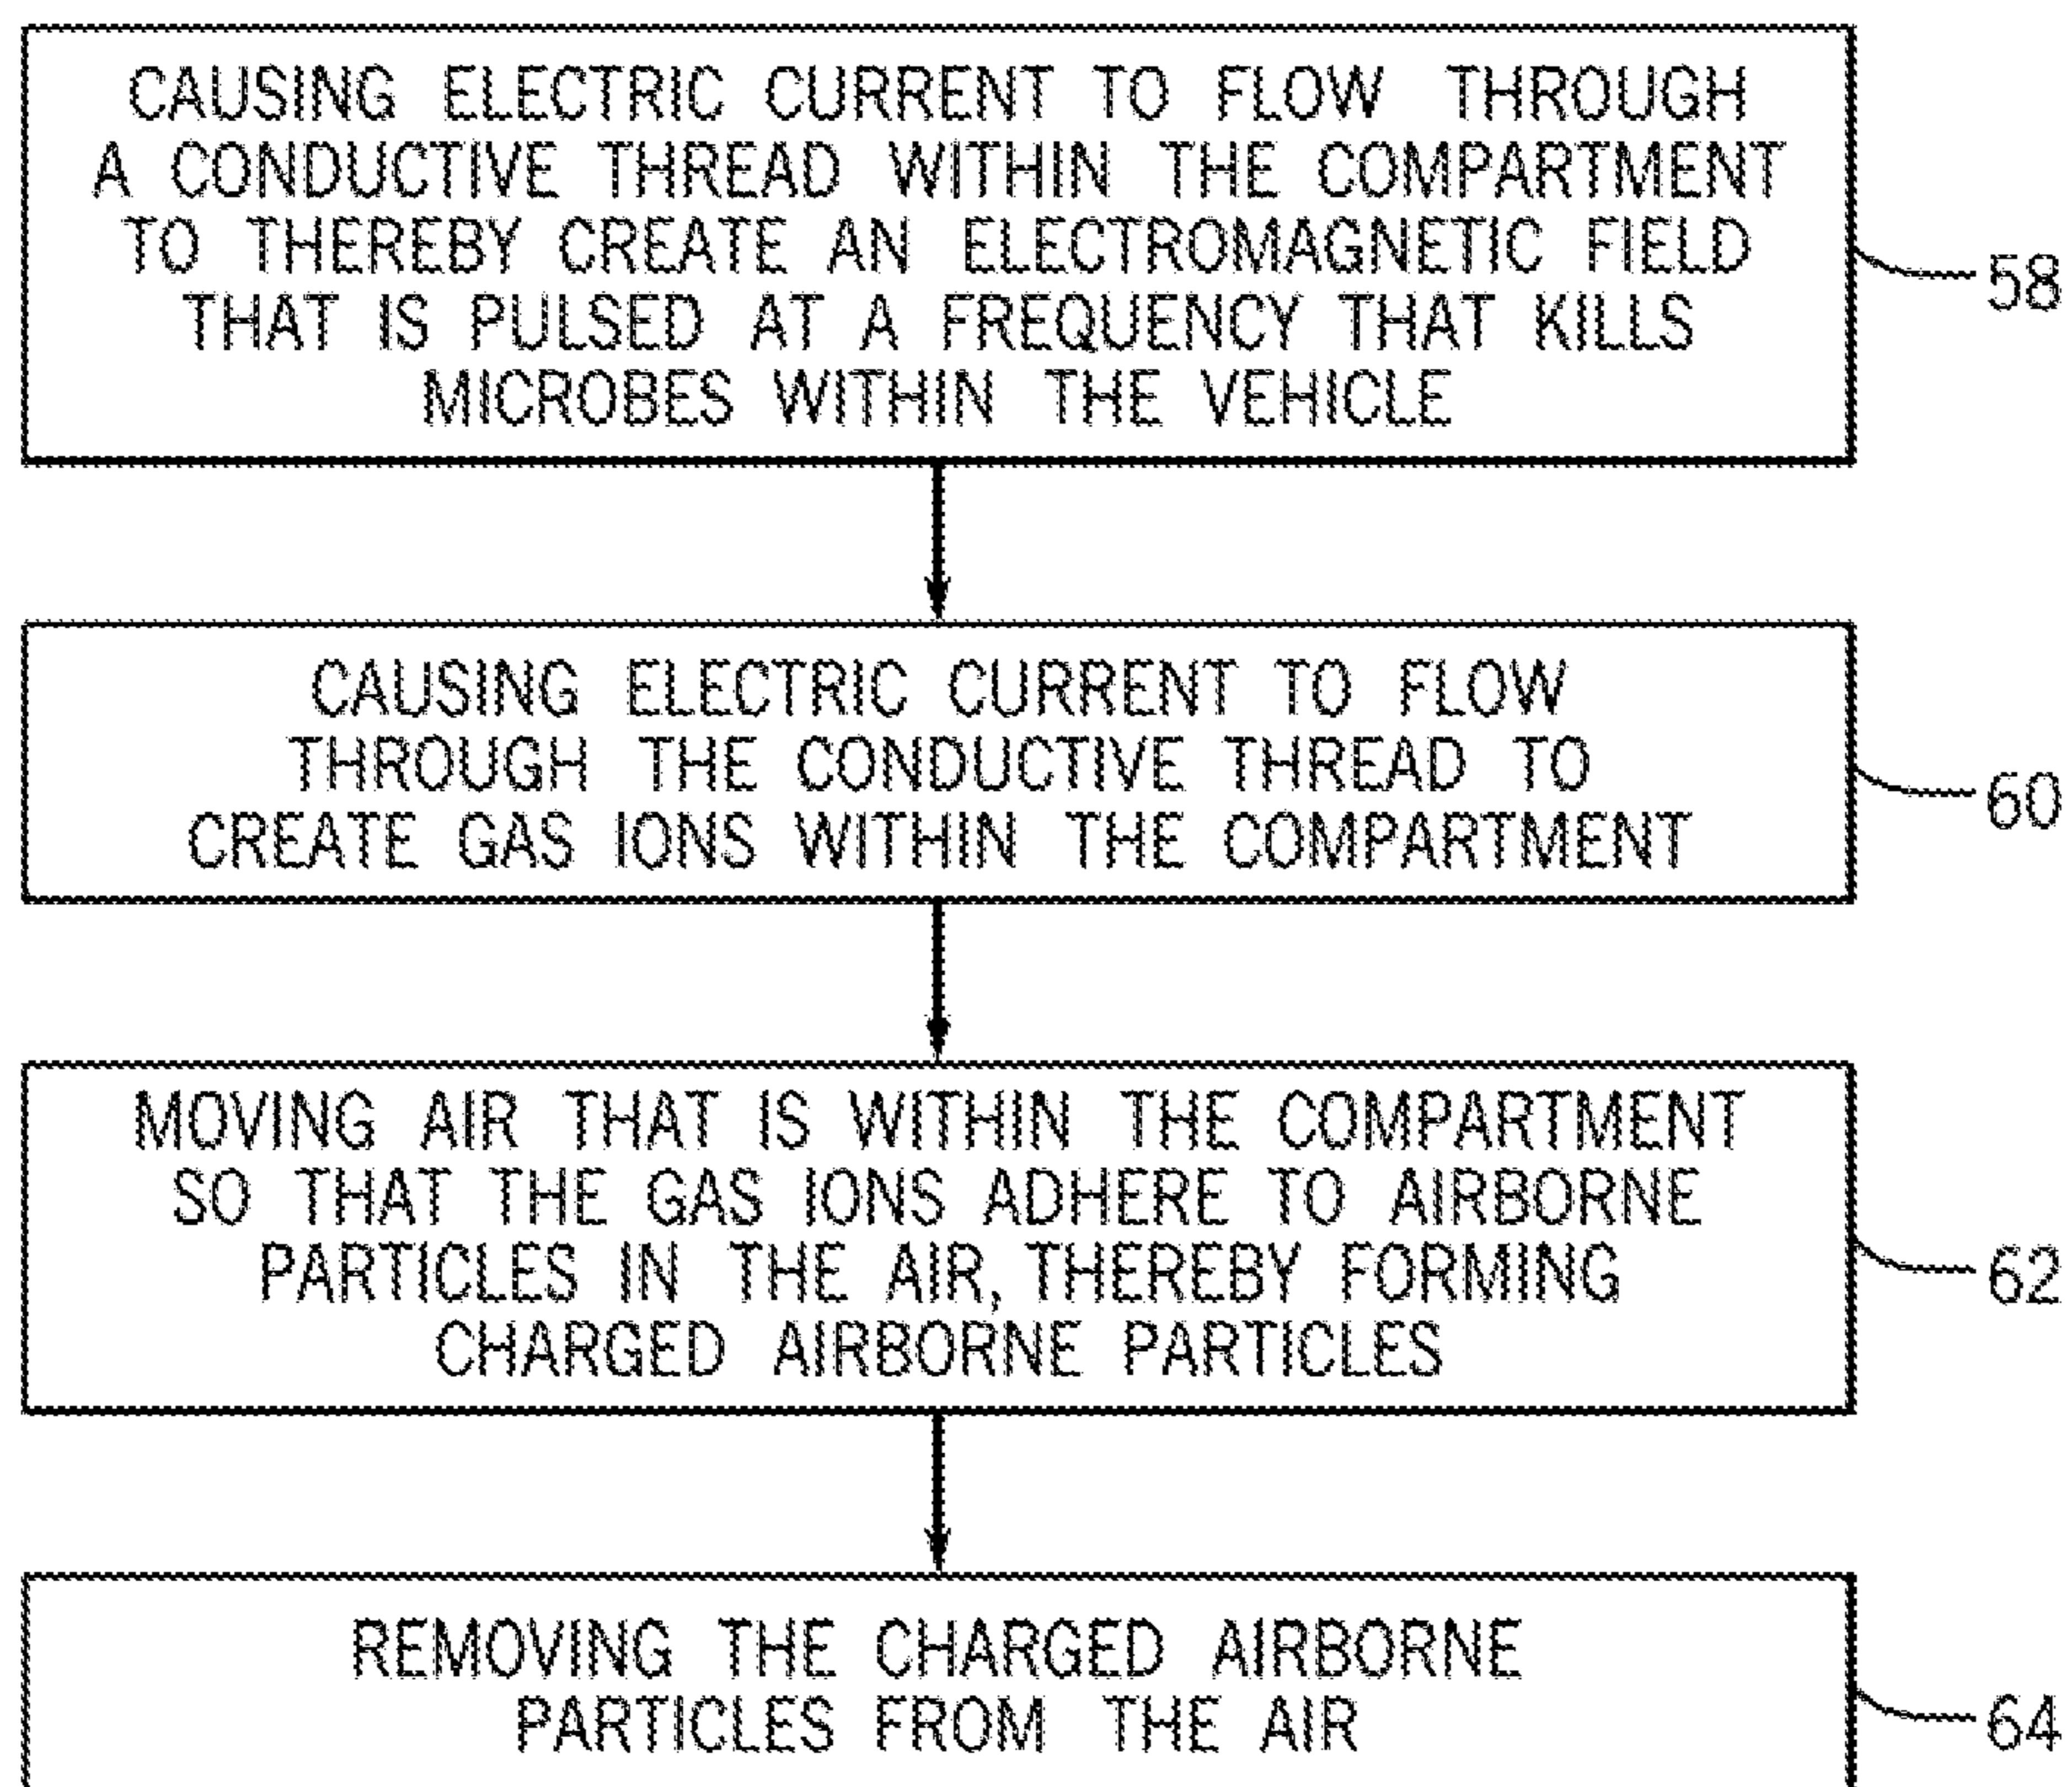 CAUSING ELECTRIC CURRENT TO FLOW THROUGH
A CONDUCTIVE THREAD WITHIN THE COMPARTMENT
TO THEREBY CREATE AN ELECTROMAGNETIC FIELD
THAT IS PULSED AT A FREQUENCY THAT KILLS
MICROBES WITHIN THE VEHICLE
58
CAUSING ELECTRIC CURRENT TO FLOW
THROUGH THE CONDUCTIVE THREAD TO
CREATE GAS IONS WITHIN THE COMPARTMENT
60
MOVING AIR THAT IS WITHIN THE COMPARTMENT
SO THAT THE GAS IONS ADHERE TO AIRBORNE
PARTICLES IN THE AIR, THEREBY FORMING
CHARGED AIRBORNE PARTICLES
62
REMOVING THE CHARGED AIRBORNE
PARTICLES FROM THE AIR
64